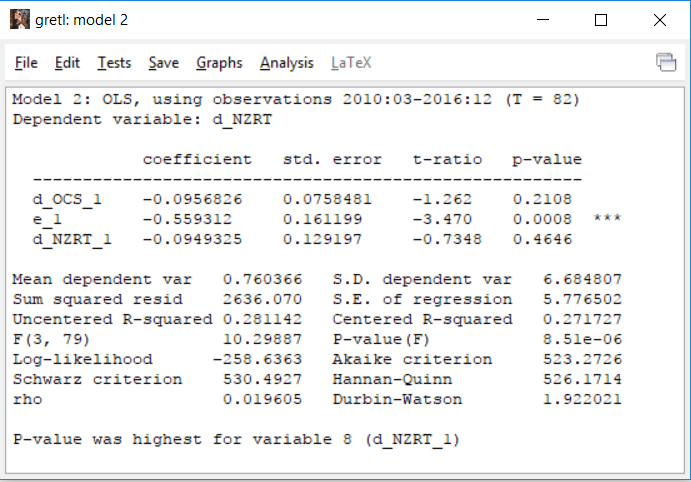 gretl: model 2
File Edit Tests Save Graphs Analysis LaTeX
Model 2: OLS, using observations 2010:03-2016:12 (T = 82)
Dependent variable: d_NZRT
coefficient std. error t-ratio p-value
---------------------------------------------------------
d_OCS_1 -0.0956826 0.0758481 -1.262 0.2108
e_1 -0.559312 0.161199 -3.470 0.0008 ***
d_NZRT_1 -0.0949325 0.129197 -0.7348 0.4646
Mean dependent var 0.760366 S.D. dependent var 6.684807
Sum squared resid 2636.070 S.E. of regression 5.776502
Uncentered R-squared 0.281142 Centered R-squared 0.271727
F(3, 79) 10.29887 P-value(F) 8.51e-06
Log-likelihood -258.6363 Akaike criterion 523.2726
Schwarz criterion 530.4927 Hannan-Quinn 526.1714
rho 0.019605 Durbin-Watson 1.922021
P-value was highest for variable 8 (d_NZRT_1)